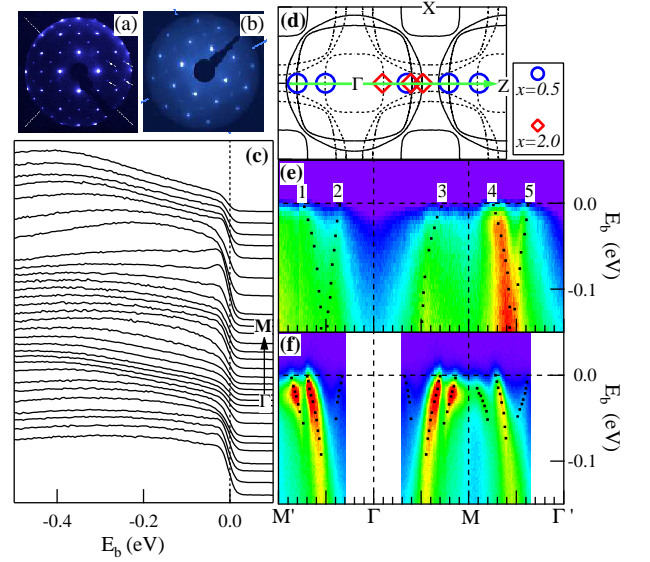 (a)
(b)
(c)
M
Γ
-0.4
-0.2
0.0
E_b (eV)
(d)
X
Γ
Z
x=0.5
x=2.0
(e)
1
2
3
4
5
0.0
-0.1
E_b (eV)
(f)
0.0
-0.1
E_b (eV)
M'
Γ
M
Γ'